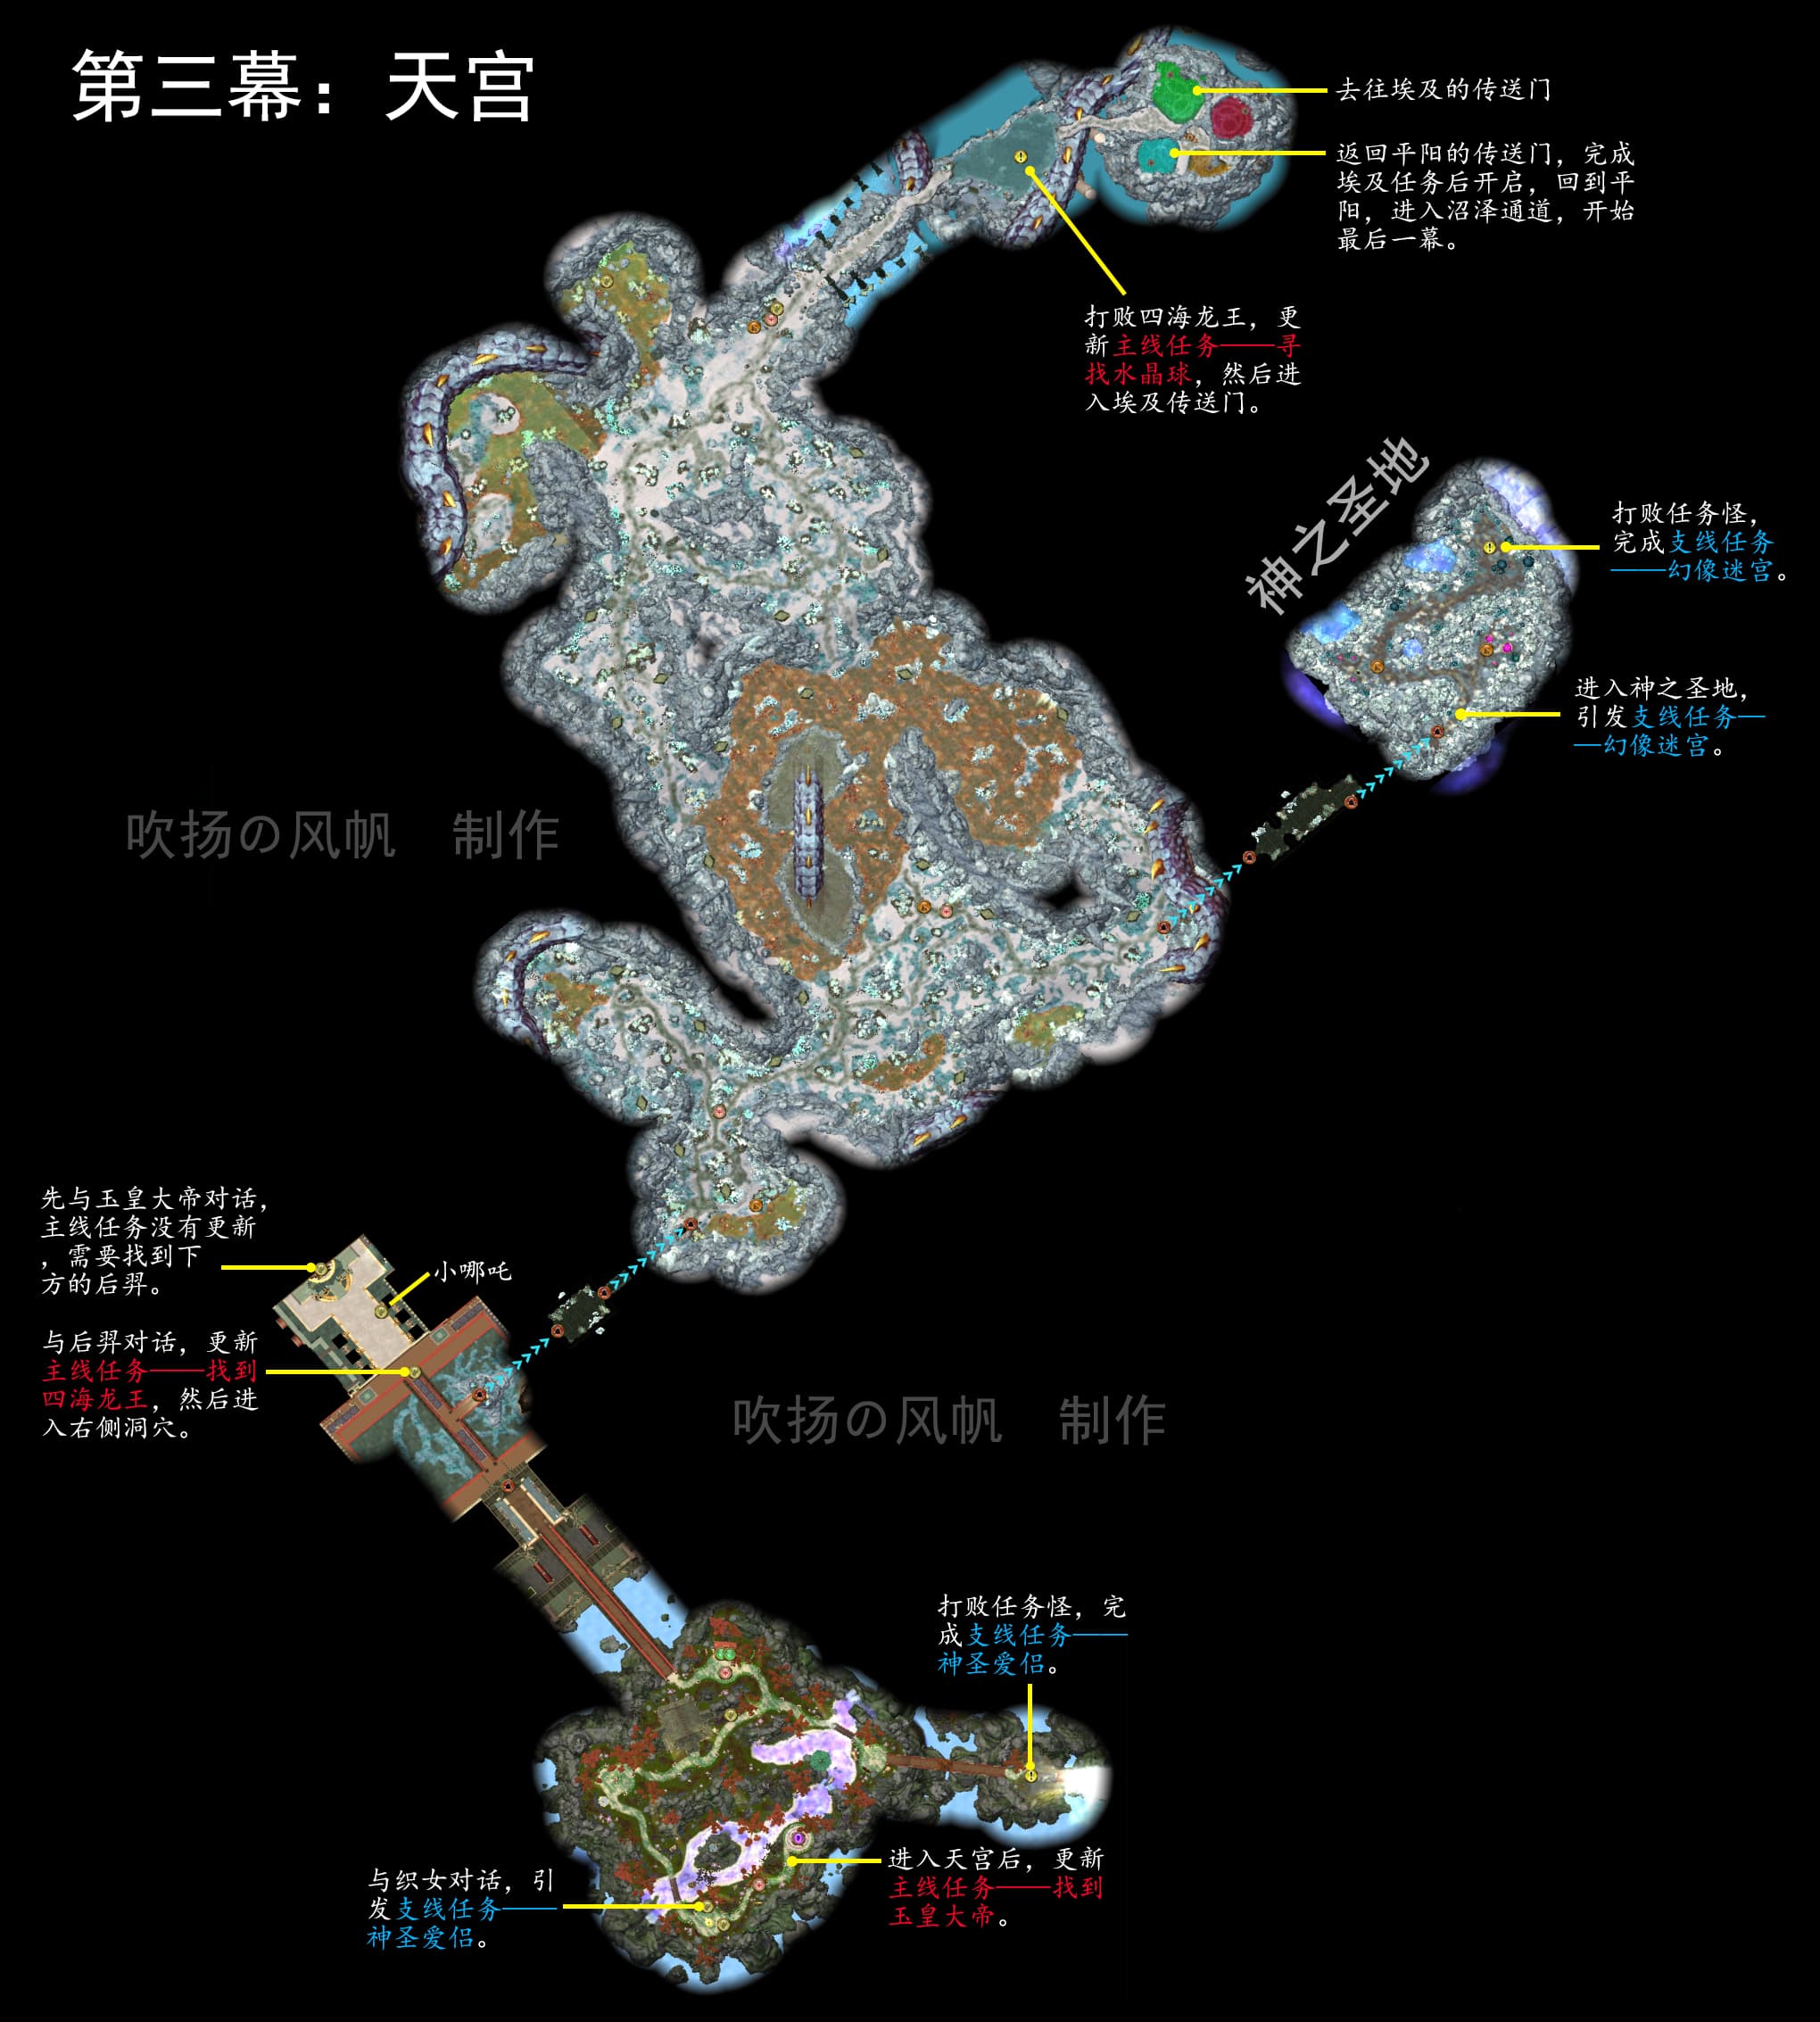 第三幕：天宫
去往埃及的传送门
返回平阳的传送门，完成
埃及任务后开启，回到平
阳，进入沼泽通道，开始
最后一幕。
打败四海龙王，更
新主线任务——寻
找水晶球，然后进
入埃及传送门。
神之圣地
打败任务怪，
完成支线任务
——幻像迷宫。
进入神之圣地，
引发支线任务—
—幻像迷宫。
吹扬の风帆 制作
先与玉皇大帝对话，
主线任务没有更新
，需要找到下
方的后羿。
小哪吒
与后羿对话，更新
主线任务——找到
四海龙王，然后进
入右侧洞穴。
吹扬の风帆 制作
打败任务怪，完
成支线任务——
神圣爱侣。
进入天宫后，更新
主线任务——找到
玉皇大帝。
与织女对话，引
发支线任务——
神圣爱侣。